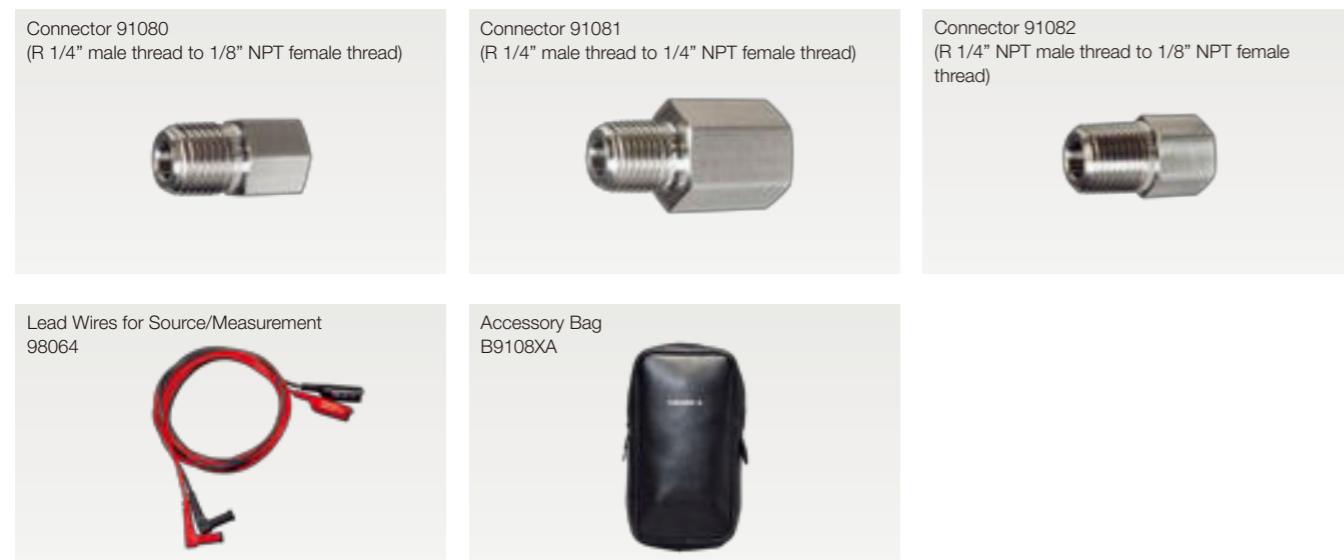 Connector 91080
(R 1/4” male thread to 1/8” NPT female thread)
Connector 91081
(R 1/4” male thread to 1/4” NPT female thread)
Connector 91082
(R 1/4” NPT male thread to 1/8” NPT female
thread)
Lead Wires for Source/Measurement
98064
Accessory Bag
B9108XA